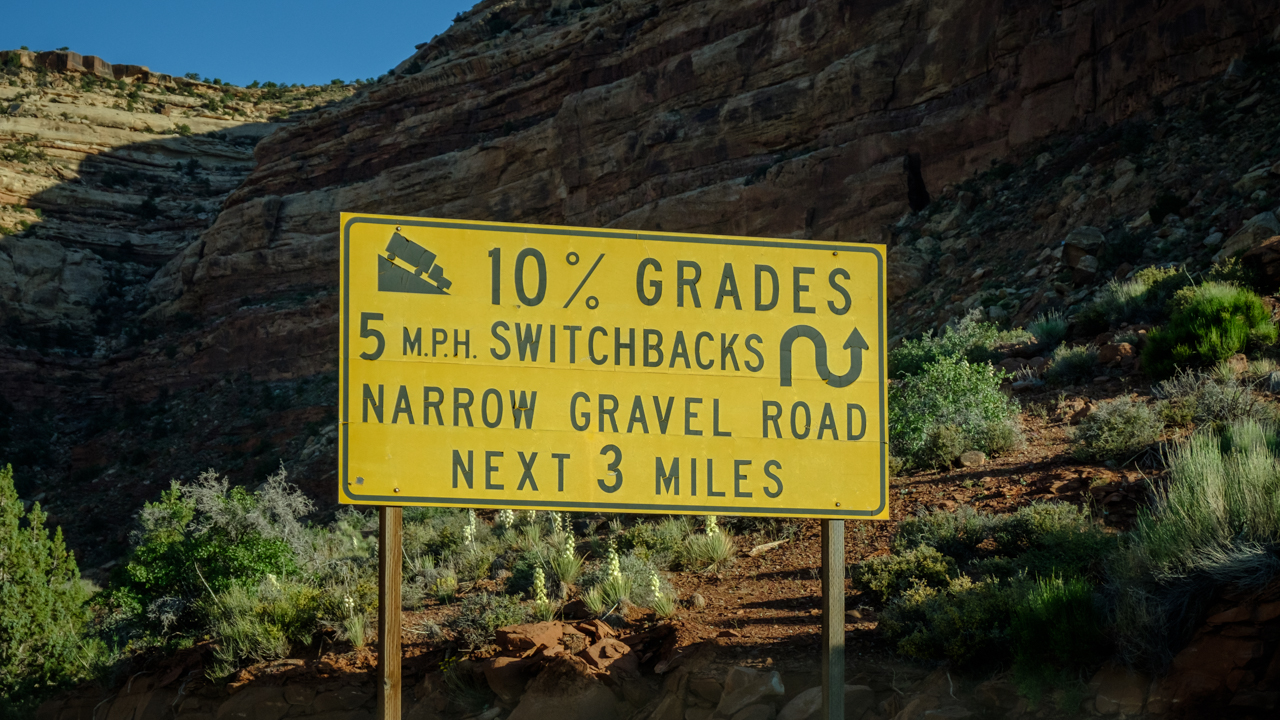 10% GRADES
5 M.P.H. SWITCHBACKS
NARROW GRAVEL ROAD
NEXT 3 MILES